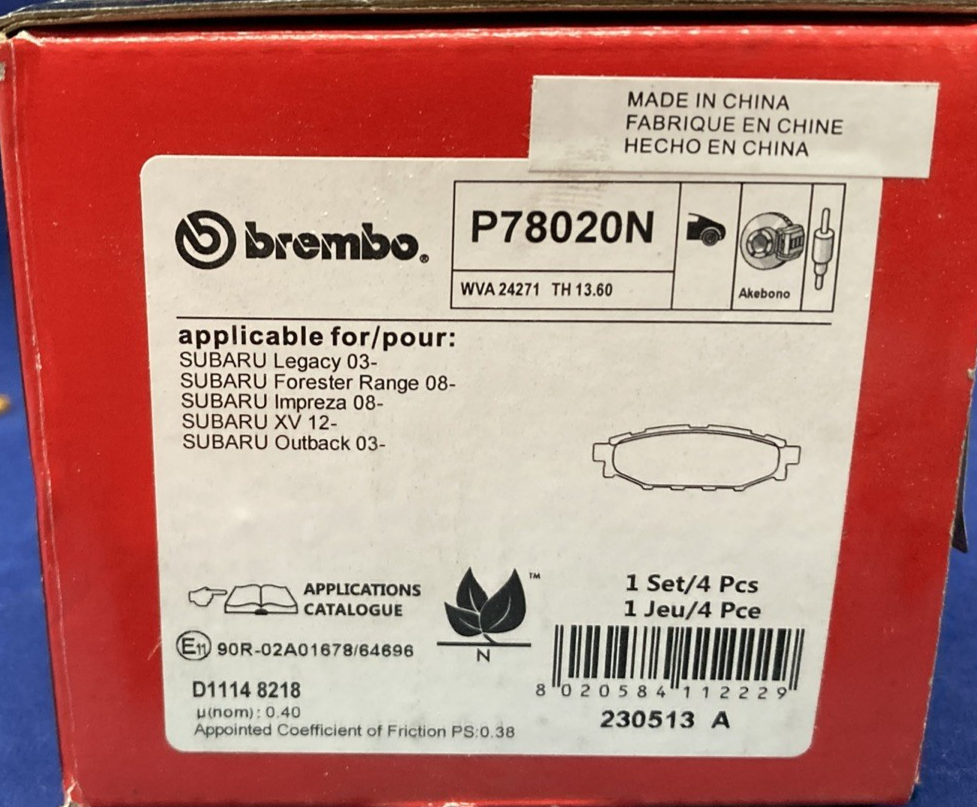 MADE IN CHINA
FABRIQUE EN CHINE
HECHO EN CHINA
brembo®
P78020N
WVA 24271 TH 13.60
Akebono
applicable for/pour:
SUBARU Legacy 03-
SUBARU Forester Range 08-
SUBARU Impreza 08-
SUBARU XV 12-
SUBARU Outback 03-
APPLICATIONS
CATALOGUE
™
N
1 Set/4 Pcs
1 Jeu/4 Pce
E11 90R-02A01678/64696
D1114 8218
µ(nom) : 0.40
Appointed Coefficient of Friction PS:0.38
8 020584 112229
230513 A